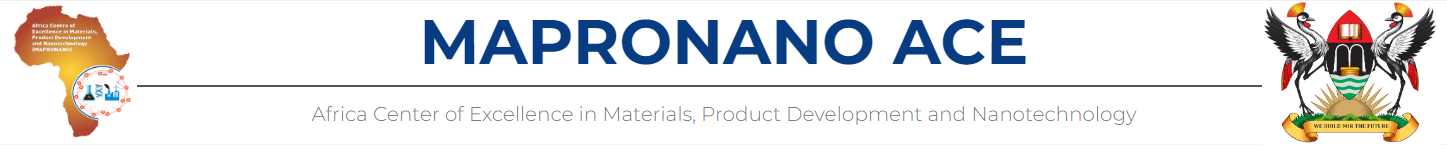 Africa Centre of
Excellence in Materials,
Product Development
and Nanotechnology
(MAPRONANO)
MAPRONANO ACE
Africa Center of Excellence in Materials, Product Development and Nanotechnology
WE BUILD FOR THE FUTURE